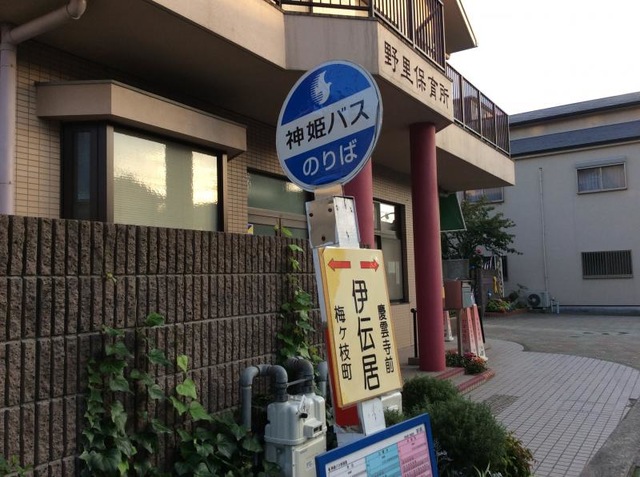 野里保育所
神姫バス
のりば
伊伝居
慶雲寺前
梅ヶ枝町